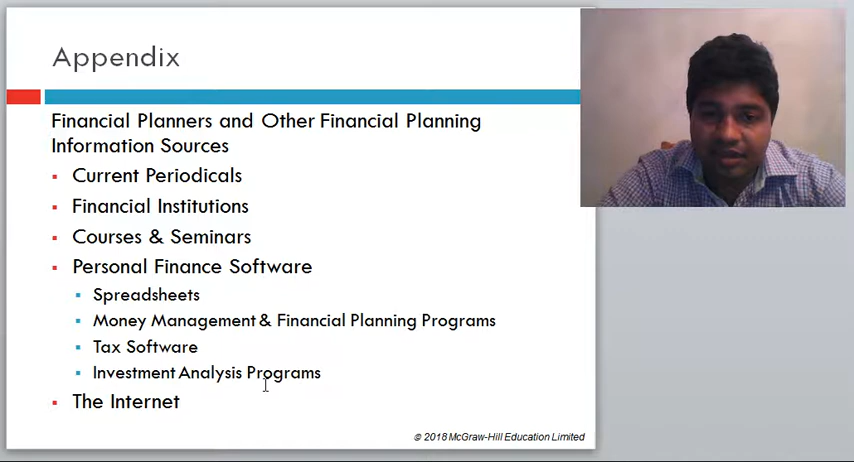 Appendix
Financial Planners and Other Financial Planning
Information Sources
▪ Current Periodicals
▪ Financial Institutions
▪ Courses & Seminars
▪ Personal Finance Software
▪ Spreadsheets
▪ Money Management & Financial Planning Programs
▪ Tax Software
▪ Investment Analysis Programs
▪ The Internet
© 2018 McGraw-Hill Education Limited